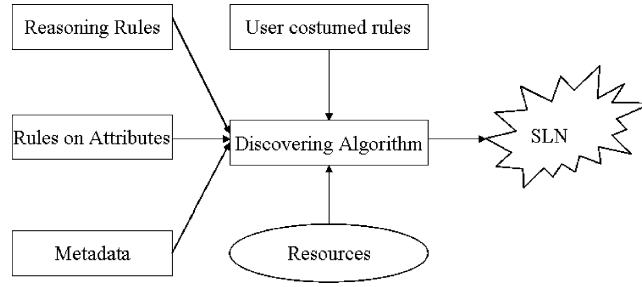 Reasoning Rules
User costumed rules
Rules on Attributes
Discovering Algorithm
SLN
Metadata
Resources